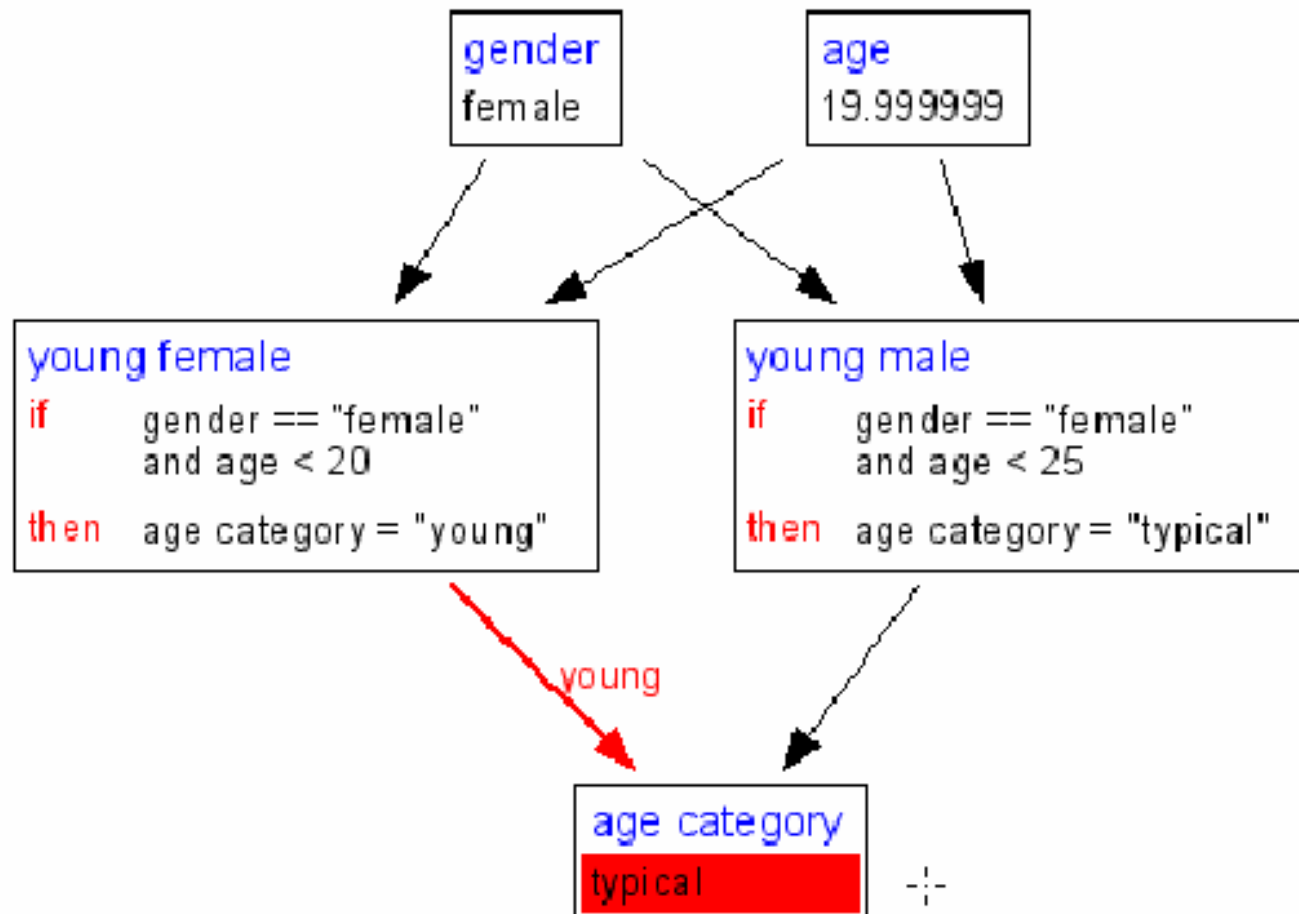 gender
female
age
19.999999
young female
if gender == "female"
and age < 20
then age category = "young"
young male
if gender == "female"
and age < 25
then age category = "typical"
young
age category
typical